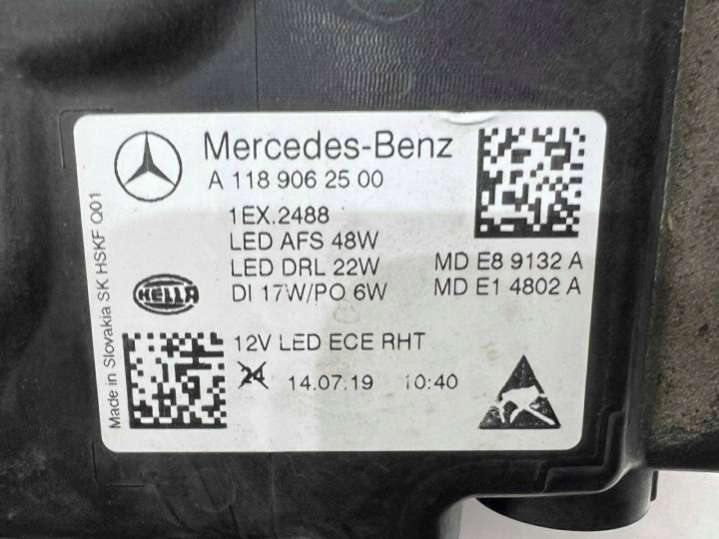 Mercedes-Benz
A 118 906 25 00
1EX.2488
LED AFS 48W
LED DRL 22W MD E8 9132 A
DI 17W/PO 6W MD E1 4802 A
HELLA
12V LED ECE RHT
24 14.07.19 10:40
Made in Slovakia SK HSKF Q01